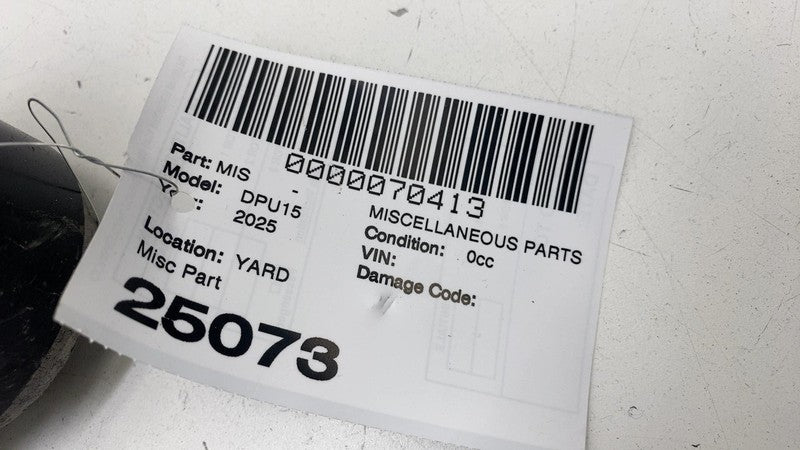 0000070413
Part: MIS - MISCELLANEOUS PARTS
Model: DPU15 Condition: 0cc
2025 VIN:
Damage Code:
Location: YARD
Misc Part
25073